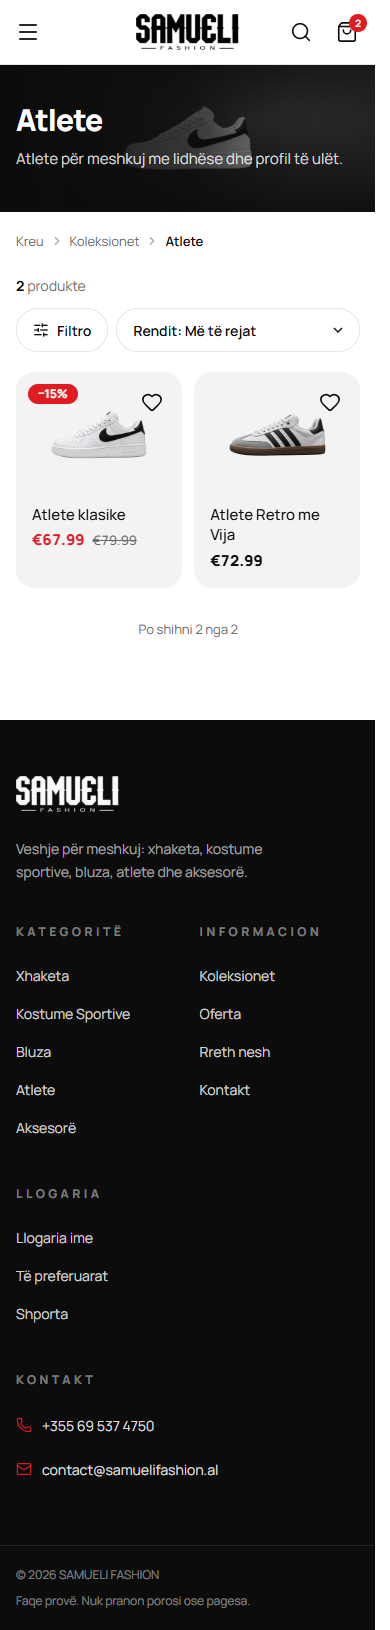 SAMUELI
FASHION
2
Atlete
Atlete për meshkuj me lidhëse dhe profil të ulët.
Kreu > Koleksionet > Atlete
2 produkte
Filtro
Rendit: Më të rejat
−15%
Atlete klasike
€67.99 €79.99
Atlete Retro me
Vija
€72.99
Po shihni 2 nga 2
SAMUELI
FASHION
Veshje për meshkuj: xhaketa, kostume
sportive, bluza, atlete dhe aksesorë.
KATEGORITË
Xhaketa
Kostume Sportive
Bluza
Atlete
Aksesorë
INFORMACION
Koleksionet
Oferta
Rreth nesh
Kontakt
LLOGARIA
Llogaria ime
Të preferuarat
Shporta
KONTAKT
+355 69 537 4750
contact@samuelifashion.al
© 2026 SAMUELI FASHION
Faqe provë. Nuk pranon porosi ose pagesa.